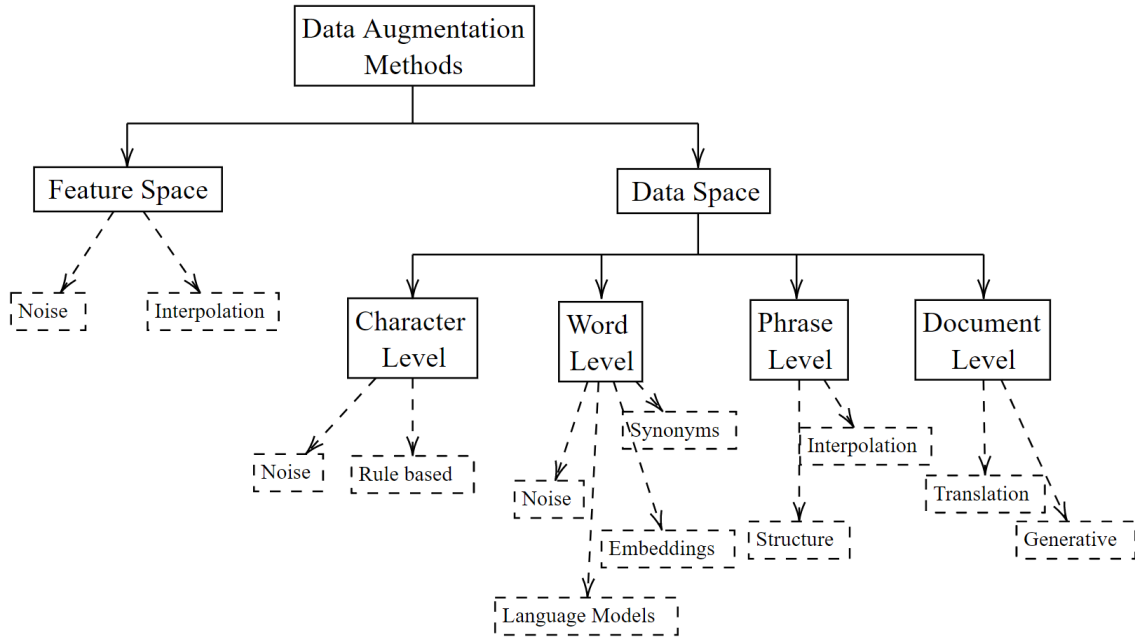 Data Augmentation
Methods
Feature Space
Data Space
Noise
Interpolation
Character
Level
Word
Level
Phrase
Level
Document
Level
Noise
Rule based
Synonyms
Noise
Embeddings
Language Models
Interpolation
Structure
Translation
Generative